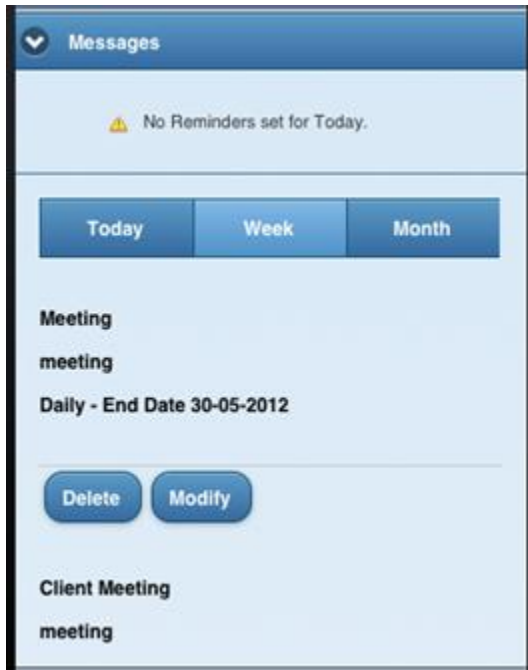 Messages
No Reminders set for Today.
Today Week Month
Meeting
meeting
Daily - End Date 30-05-2012
Delete Modify
Client Meeting
meeting